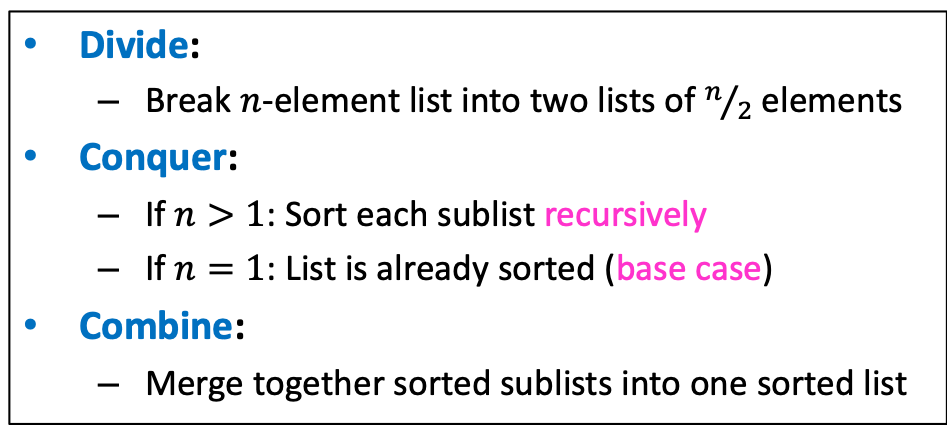 • Divide:
– Break n-element list into two lists of n/2 elements
• Conquer:
– If n > 1: Sort each sublist recursively
– If n = 1: List is already sorted (base case)
• Combine:
– Merge together sorted sublists into one sorted list